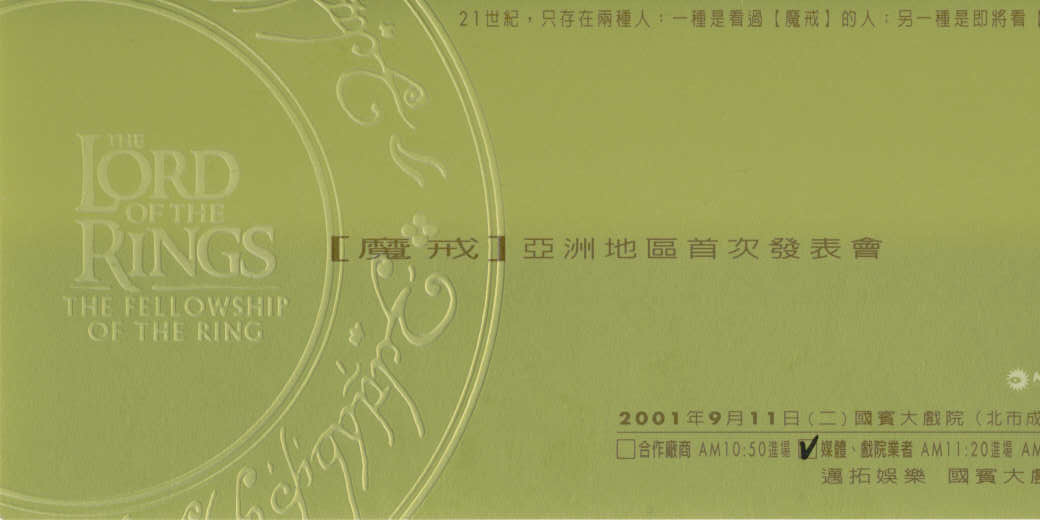 21世紀，只存在兩種人：一種是看過【魔戒】的人；另一種是即將看【
THE
LORD
OF THE
RINGS
THE FELLOWSHIP
OF THE RING
[魔戒] 亞洲地區首次發表會
2001年9月11日(二)國賓大戲院 (北市成
合作廠商 AM10:50進場 媒體、戲院業者 AM11:20進場 AM
邁拓娛樂 國賓大戲